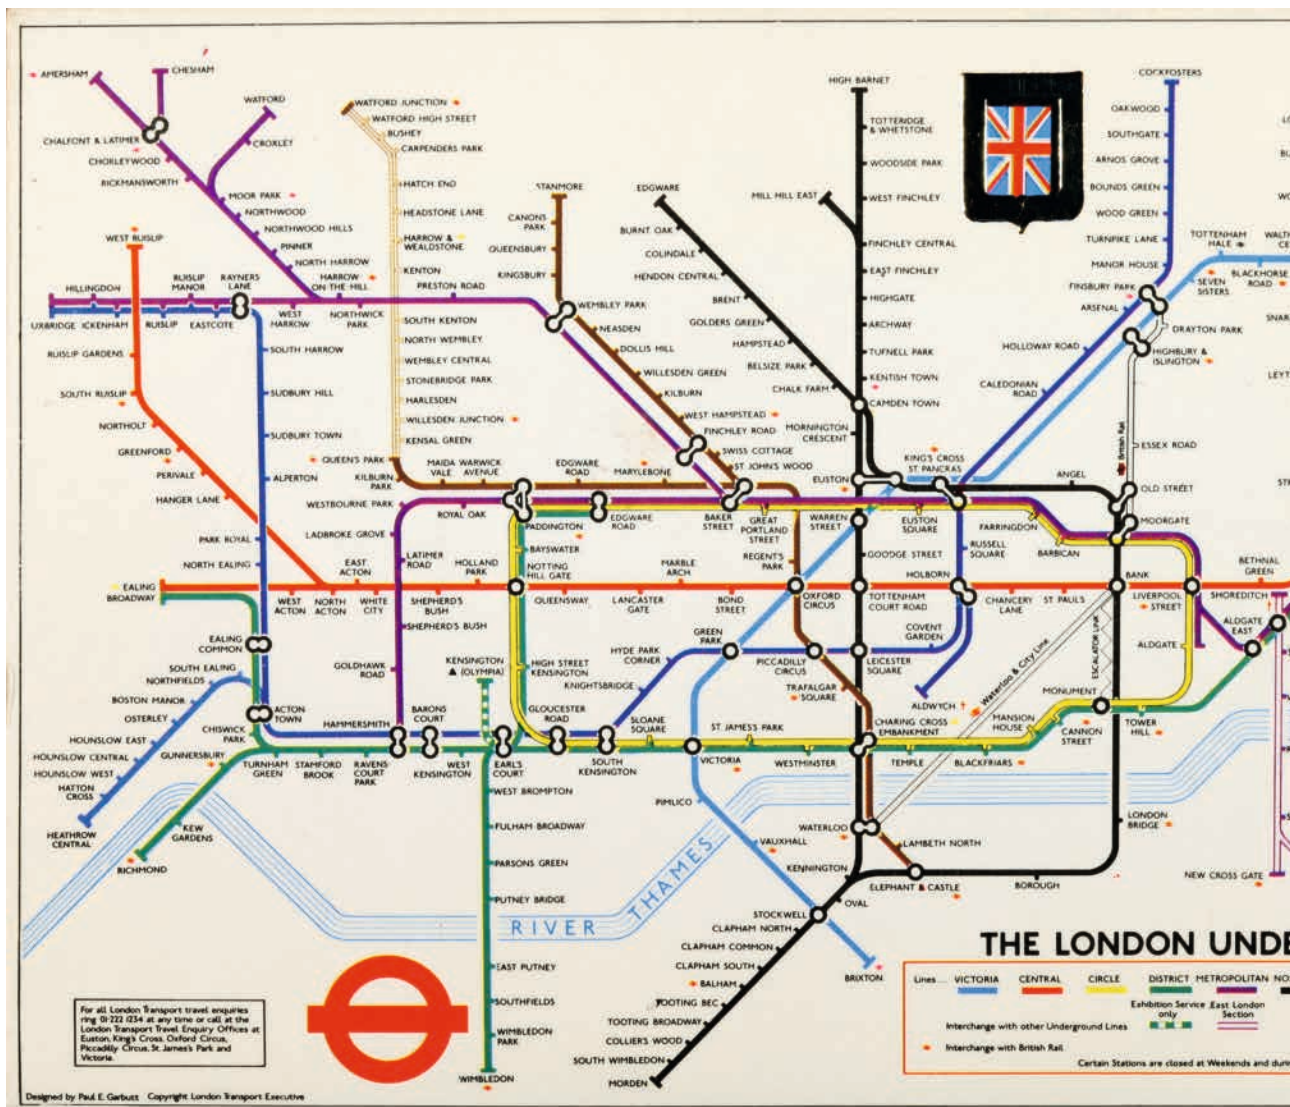 AMERSHAM
CHESHAM
CHALFONT & LATIMER
CHORLEYWOOD
RICKMANSWORTH
WATFORD
CROXLEY
MOOR PARK
NORTHWOOD
NORTHWOOD HILLS
PINNER
NORTH HARROW
HARROW
ON THE HILL
NORTHWICK
PARK
PRESTON ROAD
WEST
HARROW
RAYNERS
LANE
RUISLIP
MANOR
EASTCOTE
RUISLIP
ICKENHAM
HILLINGDON
UXBRIDGE
WEST RUISLIP
RUISLIP GARDENS
SOUTH RUISLIP
NORTHOLT
GREENFORD
PERIVALE
HANGER LANE
SOUTH HARROW
SUDBURY HILL
SUDBURY TOWN
ALPERTON
PARK ROYAL
NORTH EALING
WATFORD JUNCTION
WATFORD HIGH STREET
BUSHEY
CARPENDERS PARK
HATCH END
HEADSTONE LANE
HARROW &
WEALDSTONE
KENTON
SOUTH KENTON
NORTH WEMBLEY
WEMBLEY CENTRAL
STONEBRIDGE PARK
HARLESDEN
WILLESDEN JUNCTION
KENSAL GREEN
QUEEN'S PARK
KILBURN
PARK
MAIDA
VALE
WARWICK
AVENUE
EDGWARE
ROAD
MARYLEBONE
STANMORE
CANONS
PARK
QUEENSBURY
KINGSBURY
WEMBLEY PARK
NEASDEN
DOLLIS HILL
WILLESDEN GREEN
KILBURN
WEST HAMPSTEAD
FINCHLEY ROAD
SWISS COTTAGE
ST JOHN'S WOOD
EDGWARE
BURNT OAK
COLINDALE
HENDON CENTRAL
BRENT
GOLDERS GREEN
HAMPSTEAD
BELSIZE PARK
CHALK FARM
HIGH BARNET
TOTTERIDGE
& WHETSTONE
WOODSIDE PARK
MILL HILL EAST
WEST FINCHLEY
FINCHLEY CENTRAL
EAST FINCHLEY
HIGHGATE
ARCHWAY
TUFNELL PARK
KENTISH TOWN
CAMDEN TOWN
MORNINGTON
CRESCENT
EUSTON
KING'S CROSS
ST PANCRAS
ANGEL
OLD STREET
MOORGATE
COCKFOSTERS
OAKWOOD
SOUTHGATE
ARNOS GROVE
BOUNDS GREEN
WOOD GREEN
TURNPIKE LANE
MANOR HOUSE
FINSBURY PARK
ARSENAL
HOLLOWAY ROAD
CALEDONIAN
ROAD
TOTTENHAM
HALE
SEVEN
SISTERS
BLACKHORSE
ROAD
DRAYTON PARK
HIGHBURY &
ISLINGTON
ESSEX ROAD
British Rail
WESTBOURNE PARK
ROYAL OAK
LADBROKE GROVE
LATIMER
ROAD
PADDINGTON
EDGWARE
ROAD
BAKER
STREET
GREAT
PORTLAND
STREET
WARREN
STREET
EUSTON
SQUARE
FARRINGDON
BARBICAN
BAYSWATER
NOTTING
HILL GATE
REGENT'S
PARK
GOODGE STREET
RUSSELL
SQUARE
EALING
BROADWAY
WEST
ACTON
NORTH
ACTON
EAST
ACTON
WHITE
CITY
SHEPHERD'S
BUSH
HOLLAND
PARK
QUEENSWAY
LANCASTER
GATE
MARBLE
ARCH
BOND
STREET
OXFORD
CIRCUS
TOTTENHAM
COURT ROAD
HOLBORN
CHANCERY
LANE
ST PAUL'S
BANK
LIVERPOOL
STREET
BETHNAL
GREEN
SHOREDITCH
ALDGATE
EAST
ALDGATE
SHEPHERD'S BUSH
GOLDHAWK
ROAD
EALING
COMMON
SOUTH EALING
NORTHFIELDS
BOSTON MANOR
OSTERLEY
HOUNSLOW EAST
HOUNSLOW CENTRAL
HOUNSLOW WEST
HATTON
CROSS
HEATHROW
CENTRAL
ACTON
TOWN
CHISWICK
PARK
GUNNERSBURY
KEW
GARDENS
RICHMOND
TURNHAM
GREEN
STAMFORD
BROOK
RAVENS-
COURT
PARK
HAMMERSMITH
BARONS
COURT
WEST
KENSINGTON
KENSINGTON
(OLYMPIA)
EARL'S
COURT
HIGH STREET
KENSINGTON
GLOUCESTER
ROAD
SOUTH
KENSINGTON
KNIGHTSBRIDGE
HYDE PARK
CORNER
GREEN
PARK
PICCADILLY
CIRCUS
LEICESTER
SQUARE
COVENT
GARDEN
ALDWYCH
Waterloo & City Line
ESCALATOR LINK
TRAFALGAR
SQUARE
CHARING CROSS
EMBANKMENT
SLOANE
SQUARE
VICTORIA
ST JAMES'S PARK
WESTMINSTER
TEMPLE
BLACKFRIARS
MANSION
HOUSE
CANNON
STREET
MONUMENT
TOWER
HILL
WEST BROMPTON
FULHAM BROADWAY
PARSONS GREEN
PUTNEY BRIDGE
EAST PUTNEY
SOUTHFIELDS
WIMBLEDON
PARK
WIMBLEDON
PIMLICO
VAUXHALL
WATERLOO
LAMBETH NORTH
ELEPHANT & CASTLE
BOROUGH
LONDON
BRIDGE
NEW CROSS GATE
KENNINGTON
OVAL
STOCKWELL
BRIXTON
CLAPHAM NORTH
CLAPHAM COMMON
CLAPHAM SOUTH
BALHAM
TOOTING BEC
TOOTING BROADWAY
COLLIERS WOOD
SOUTH WIMBLEDON
MORDEN
RIVER THAMES
THE LONDON UNDE
Lines.... VICTORIA CENTRAL CIRCLE DISTRICT METROPOLITAN NO
Exhibition Service
only
East London
Section
Interchange with other Underground Lines
Interchange with British Rail
Certain Stations are closed at Weekends and durin
For all London Transport travel enquiries
ring 01-222 1234 at any time or call at the
London Transport Travel Enquiry Offices at
Euston, King's Cross, Oxford Circus,
Piccadilly Circus, St. James's Park and
Victoria.
Designed by Paul E. Garbutt Copyright London Transport Executive